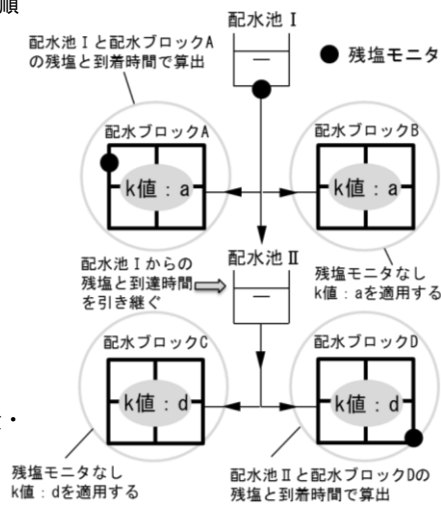 順
配水池Ⅰ
配水池Ⅰと配水ブロックA
の残塩と到着時間で算出
残塩モニタ
配水ブロックA
配水ブロックB
k値：a
k値：a
配水池Ⅱ
配水池Ⅰからの
残塩と到達時間
を引き継ぐ
残塩モニタなし
k値：aを適用する
配水ブロックC
配水ブロックD
k値：d
k値：d
・
残塩モニタなし
k値：dを適用する
配水池Ⅱと配水ブロックDの
残塩と到着時間で算出